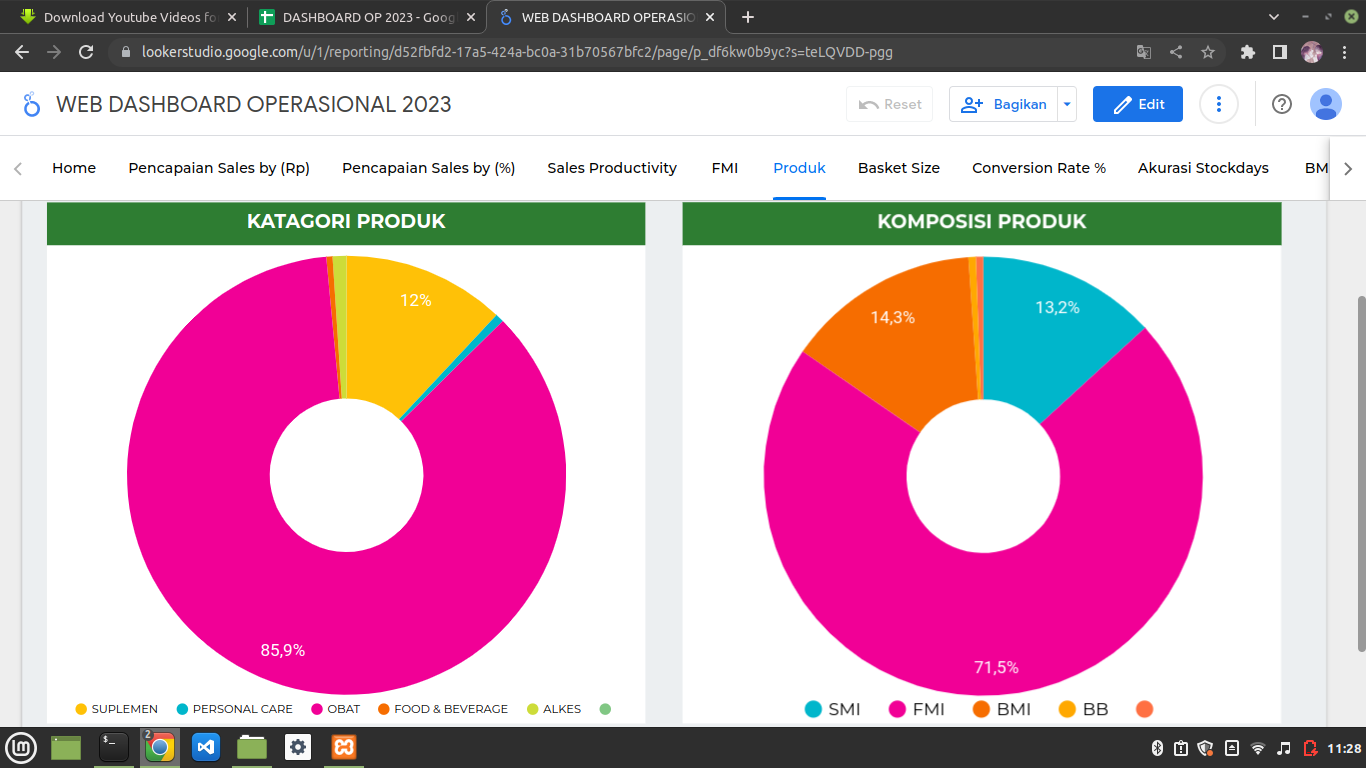 Download Youtube Videos fo
DASHBOARD OP 2023 - Goog
WEB DASHBOARD OPERASIO
lookerstudio.google.com/u/1/reporting/d52fbfd2-17a5-424a-bc0a-31b70567bfc2/page/p_df6kw0b9yc?s=teLQVDD-pgg
WEB DASHBOARD OPERASIONAL 2023
Reset
Bagikan
Edit
Home Pencapaian Sales by (Rp) Pencapaian Sales by (%) Sales Productivity FMI Produk Basket Size Conversion Rate % Akurasi Stockdays BM
KATAGORI PRODUK
12%
85,9%
SUPLEMEN PERSONAL CARE OBAT FOOD & BEVERAGE ALKES
KOMPOSISI PRODUK
13,2%
14,3%
71,5%
SMI FMI BMI BB
2
11:28